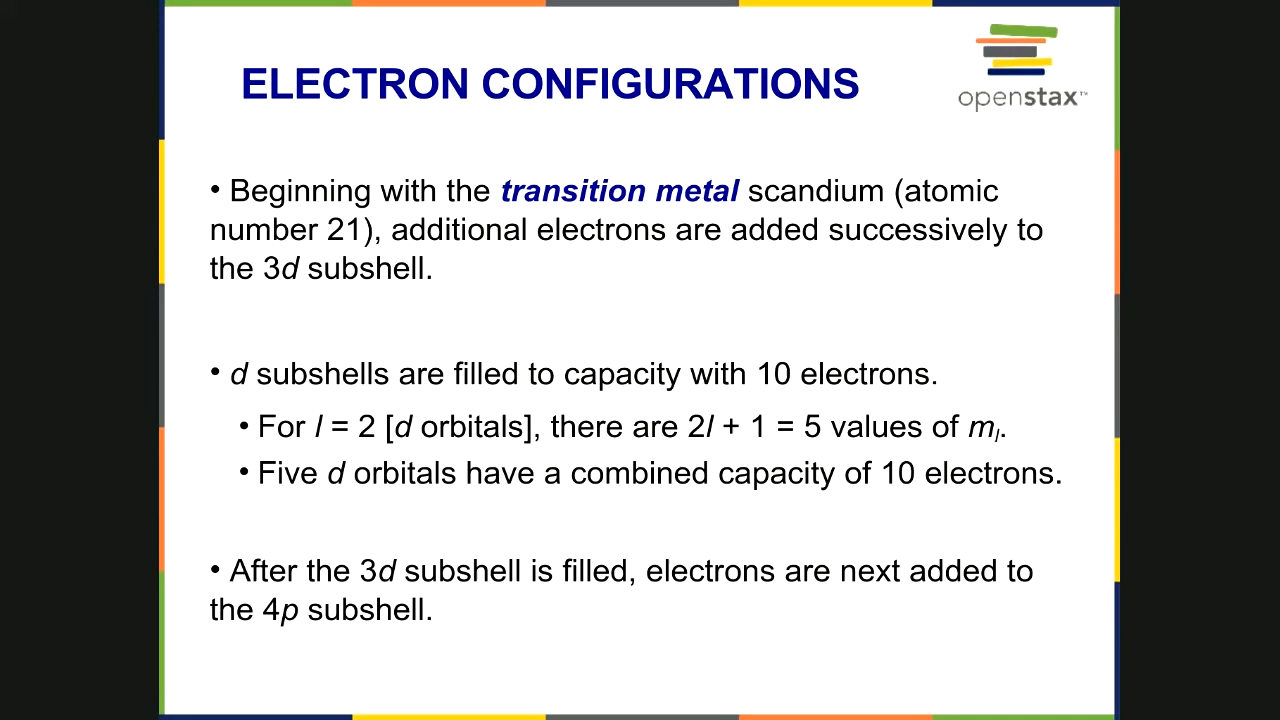 ELECTRON CONFIGURATIONS
openstax™
• Beginning with the transition metal scandium (atomic
number 21), additional electrons are added successively to
the 3d subshell.
• d subshells are filled to capacity with 10 electrons.
• For l = 2 [d orbitals], there are 2l + 1 = 5 values of mₗ.
• Five d orbitals have a combined capacity of 10 electrons.
• After the 3d subshell is filled, electrons are next added to
the 4p subshell.